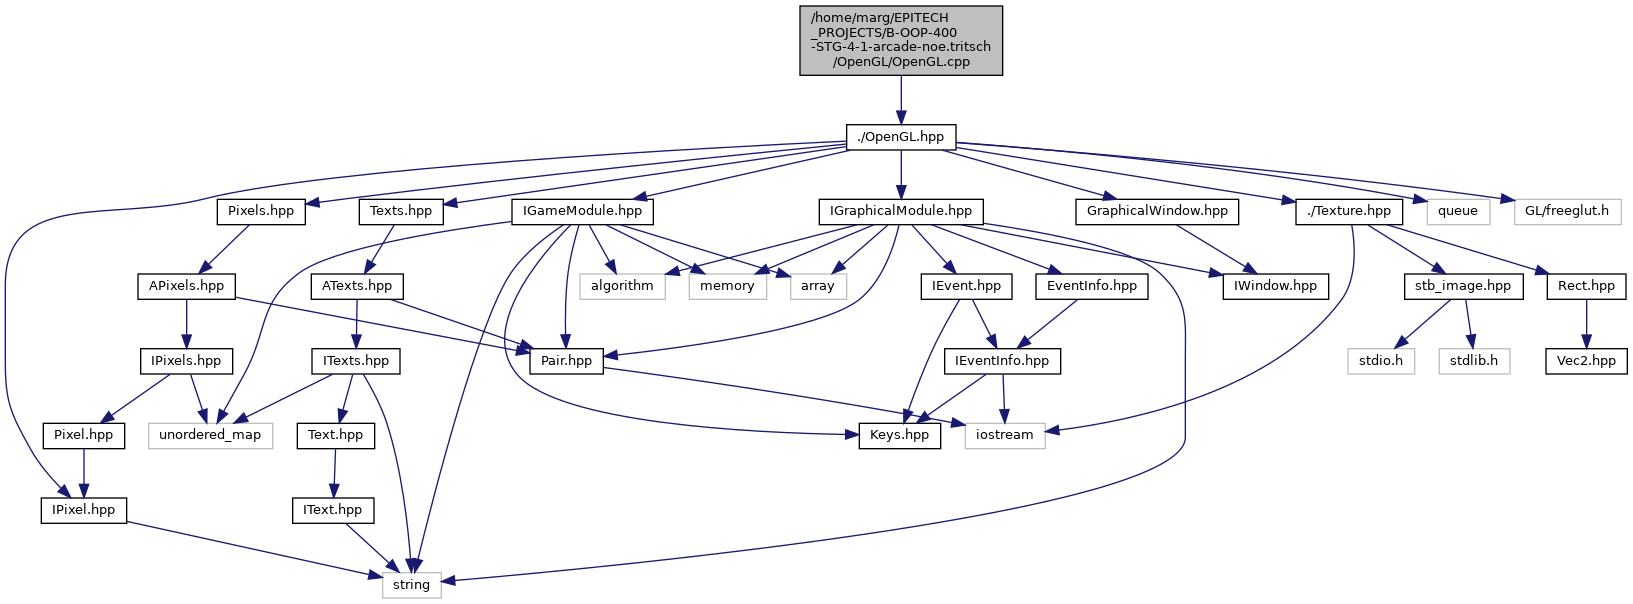 /home/marg/EPITECH
_PROJECTS/B-OOP-400
-STG-4-1-arcade-noe.tritsch
/OpenGL/OpenGL.cpp
./OpenGL.hpp
Pixels.hpp
Texts.hpp
IGameModule.hpp
IGraphicalModule.hpp
GraphicalWindow.hpp
./Texture.hpp
queue
GL/freeglut.h
APixels.hpp
ATexts.hpp
algorithm
memory
array
IEvent.hpp
EventInfo.hpp
IWindow.hpp
stb_image.hpp
Rect.hpp
IPixels.hpp
ITexts.hpp
Pair.hpp
IEventInfo.hpp
stdio.h
stdlib.h
Vec2.hpp
Pixel.hpp
unordered_map
Text.hpp
Keys.hpp
iostream
IPixel.hpp
IText.hpp
string